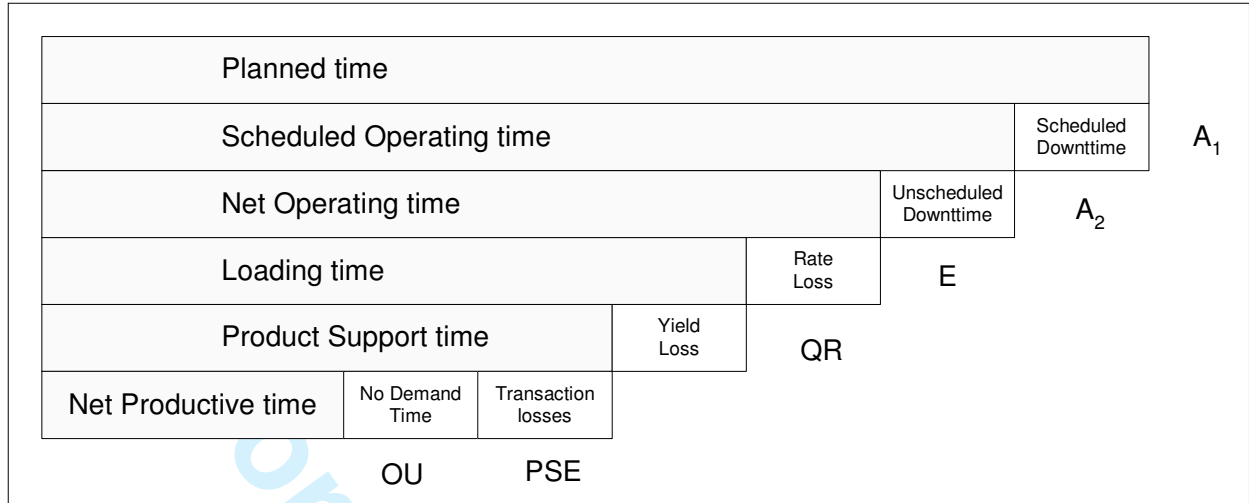 Planned time
Scheduled Operating time
Scheduled
Downttime
A1
Net Operating time
Unscheduled
Downttime
A2
Loading time
Rate
Loss
E
Product Support time
Yield
Loss
QR
Net Productive time
No Demand
Time
Transaction
losses
OU
PSE